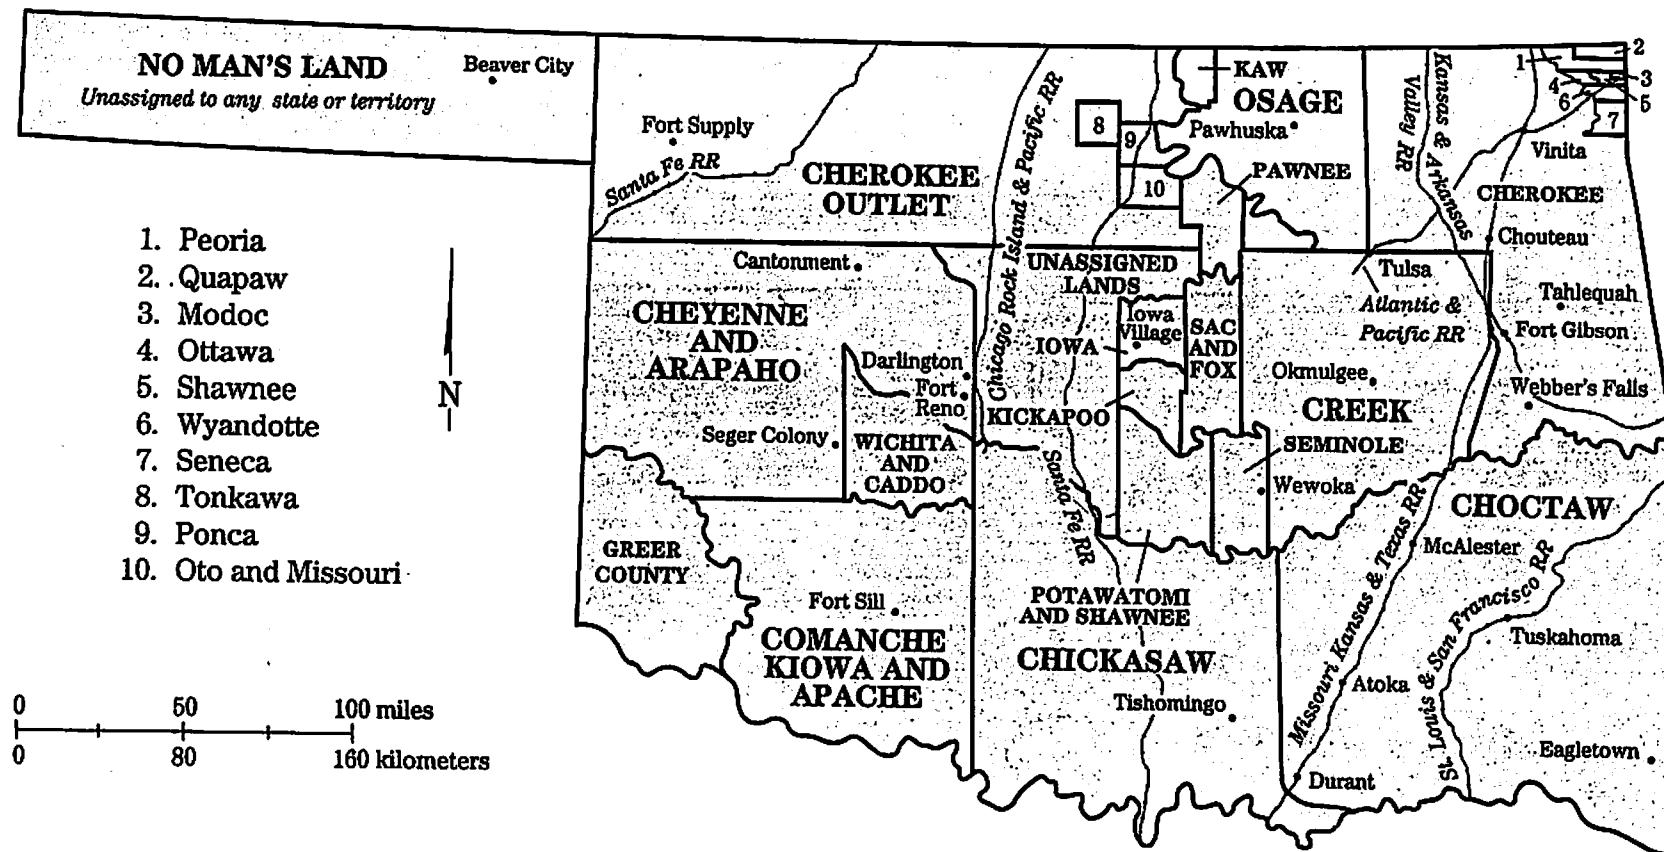 NO MAN'S LAND
Unassigned to any state or territory
Beaver City
Fort Supply
Santa Fe RR
CHEROKEE
OUTLET
Chicago Rock Island & Pacific RR
KAW
OSAGE
Pawhuska
8
9
10
PAWNEE
Kansas & Arkansas
Valley RR
1
2
3
4
5
6
7
Vinita
CHEROKEE
Chouteau
Tahlequah
Fort Gibson
Webber's Falls
1. Peoria
2. Quapaw
3. Modoc
4. Ottawa
5. Shawnee
6. Wyandotte
7. Seneca
8. Tonkawa
9. Ponca
10. Oto and Missouri
N
Cantonment
CHEYENNE
AND
ARAPAHO
Darlington
Fort
Reno
Seger Colony
WICHITA
AND
CADDO
UNASSIGNED
LANDS
Iowa
Village
IOWA
SAC
AND
FOX
KICKAPOO
Tulsa
Atlantic &
Pacific RR
Okmulgee
CREEK
SEMINOLE
Wewoka
Santa Fe RR
CHOCTAW
McAlester
Missouri Kansas & Texas RR
St. Louis & San Francisco RR
Tuskahoma
Atoka
Eagletown
Durant
GREER
COUNTY
Fort Sill
COMANCHE
KIOWA AND
APACHE
POTAWATOMI
AND SHAWNEE
CHICKASAW
Tishomingo
0 50 100 miles
0 80 160 kilometers